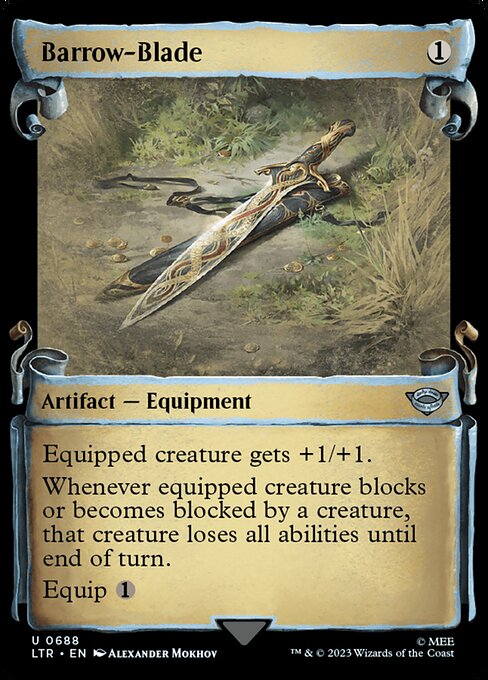 Barrow-Blade 1
Artifact — Equipment
Equipped creature gets +1/+1.
Whenever equipped creature blocks
or becomes blocked by a creature,
that creature loses all abilities until
end of turn.
Equip 1
U 0688 © MEE
LTR • EN Alexander Mokhov ™ & © 2023 Wizards of the Coast